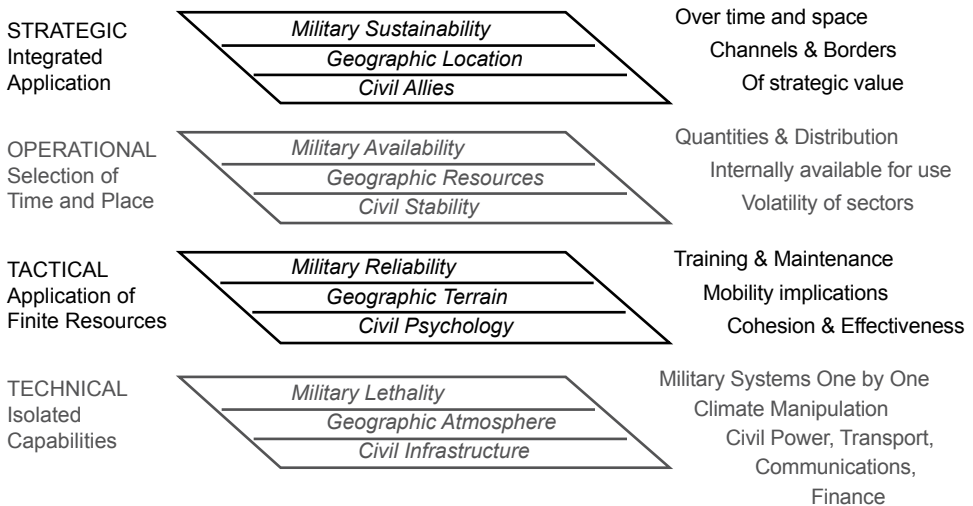 STRATEGIC
Integrated
Application
Military Sustainability
Geographic Location
Civil Allies
Over time and space
Channels & Borders
Of strategic value
OPERATIONAL
Selection of
Time and Place
Military Availability
Geographic Resources
Civil Stability
Quantities & Distribution
Internally available for use
Volatility of sectors
TACTICAL
Application of
Finite Resources
Military Reliability
Geographic Terrain
Civil Psychology
Training & Maintenance
Mobility implications
Cohesion & Effectiveness
TECHNICAL
Isolated
Capabilities
Military Lethality
Geographic Atmosphere
Civil Infrastructure
Military Systems One by One
Climate Manipulation
Civil Power, Transport,
Communications,
Finance